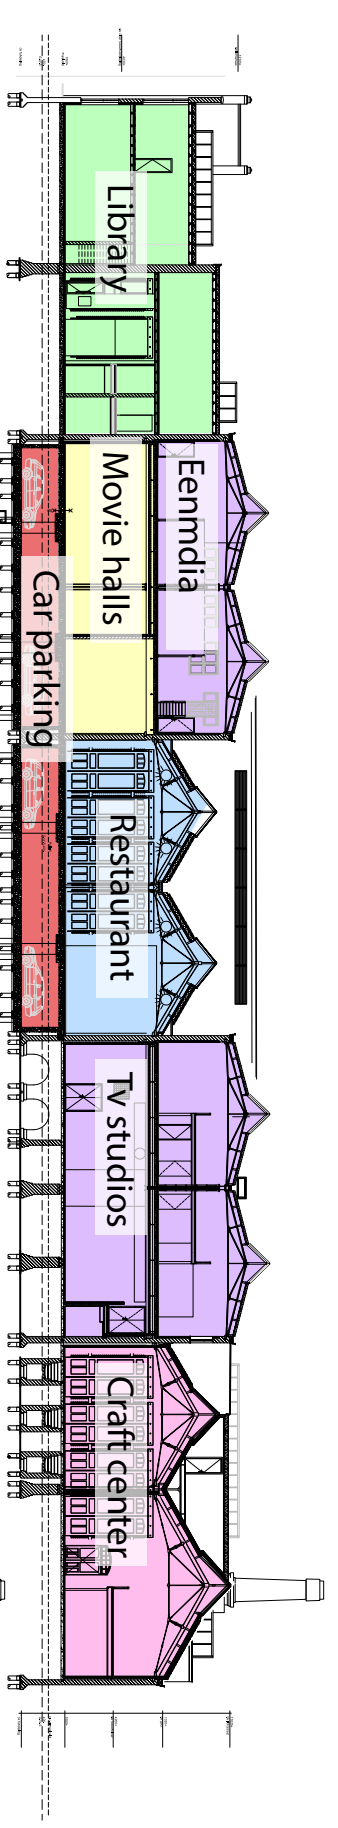 Library
Movie halls
Eenmdia
Car parking
Restaurant
Tv studios
Craft center